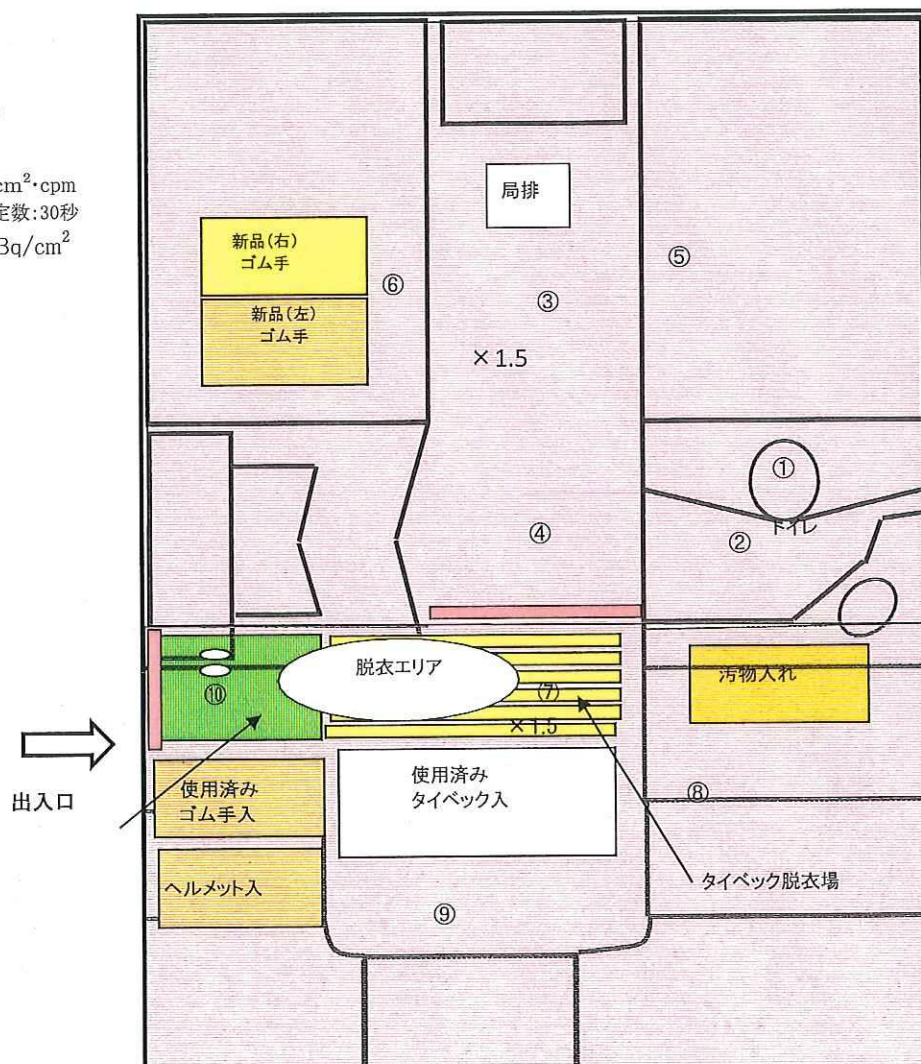 cm²・cpm
定数:30秒
Bq/cm²
局排
新品(右)
ゴム手
新品(左)
ゴム手
⑥
③
⑤
×1.5
①
トイレ
②
④
脱衣エリア
汚物入れ
⑩
(7)
×1.5
出入口
使用済み
ゴム手入
使用済み
タイベック入
⑧
ヘルメット入
タイベック脱衣場
⑨